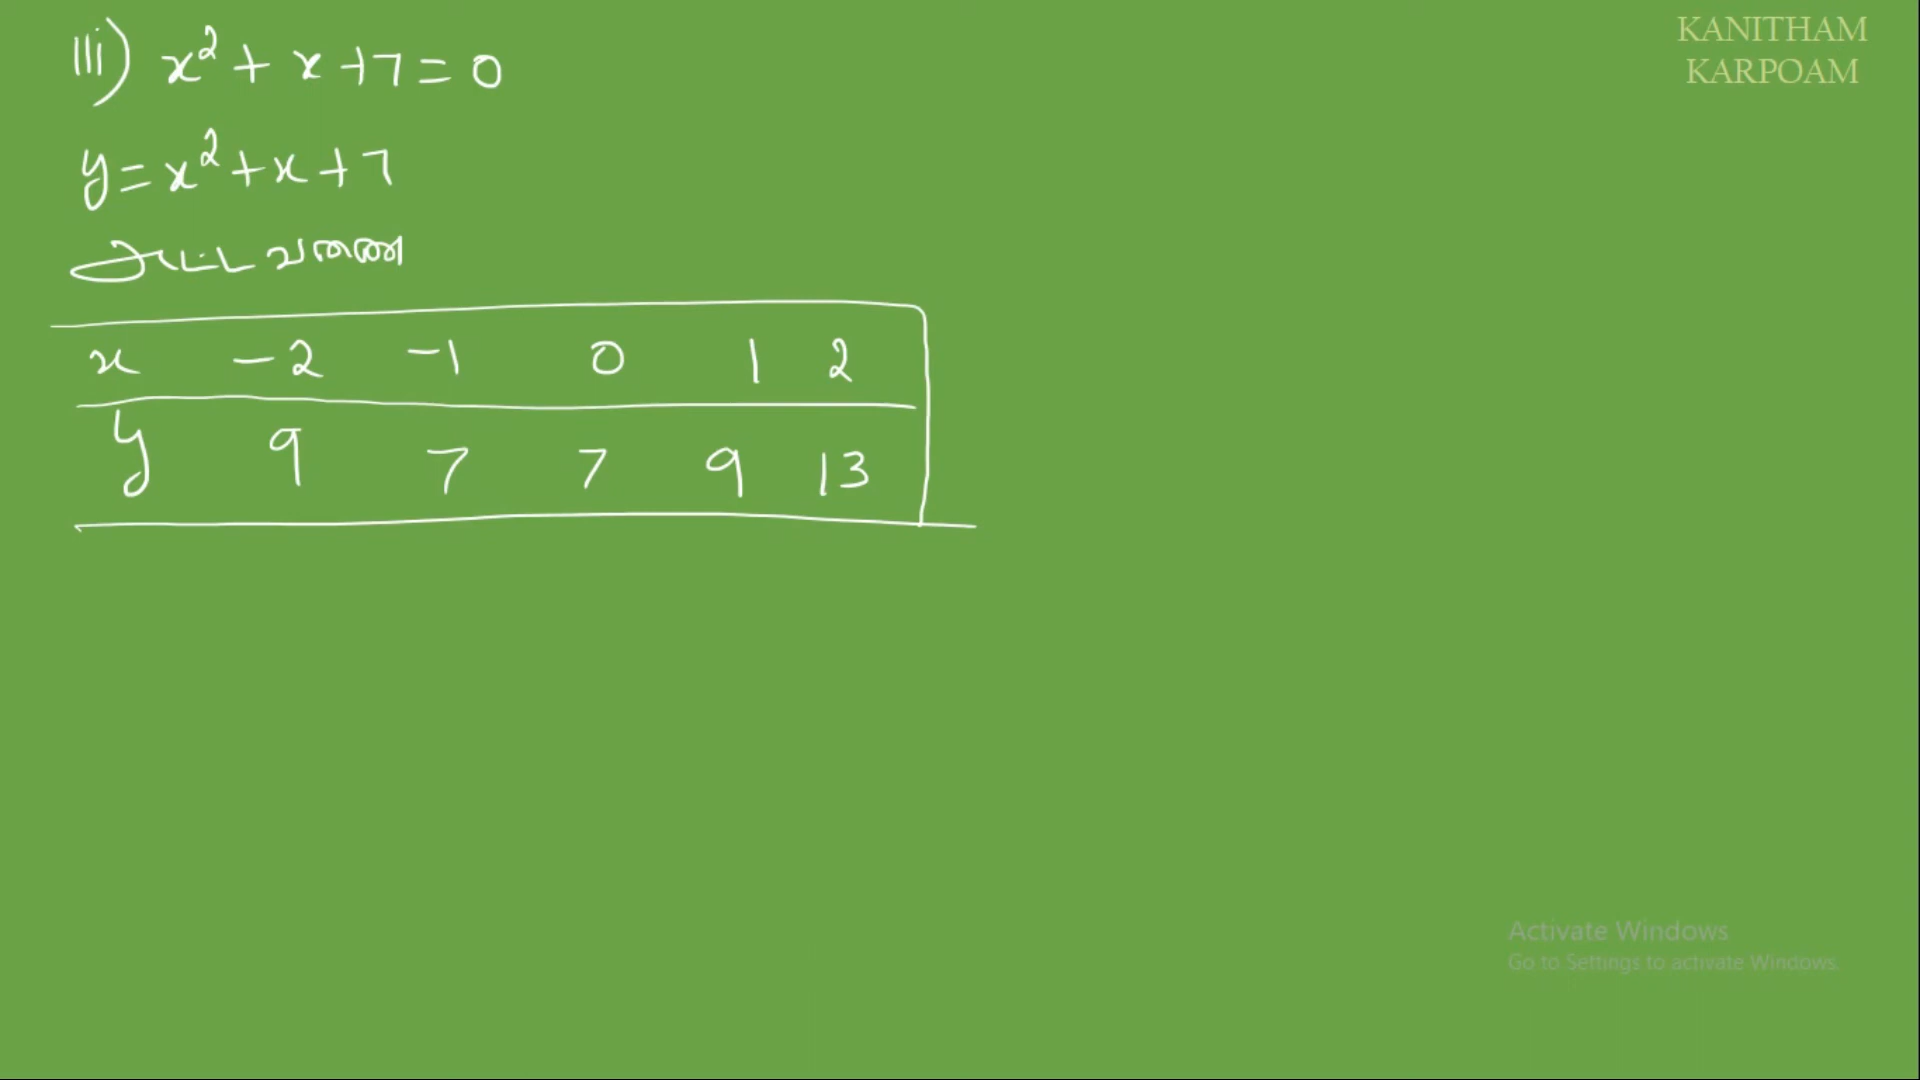 iii) x² + x + 7 = 0
KANITHAM
KARPOAM
y = x² + x + 7
அட்டவணை
x -2 -1 0 1 2
y 9 7 7 9 13
Activate Windows
Go to Settings to activate Windows.